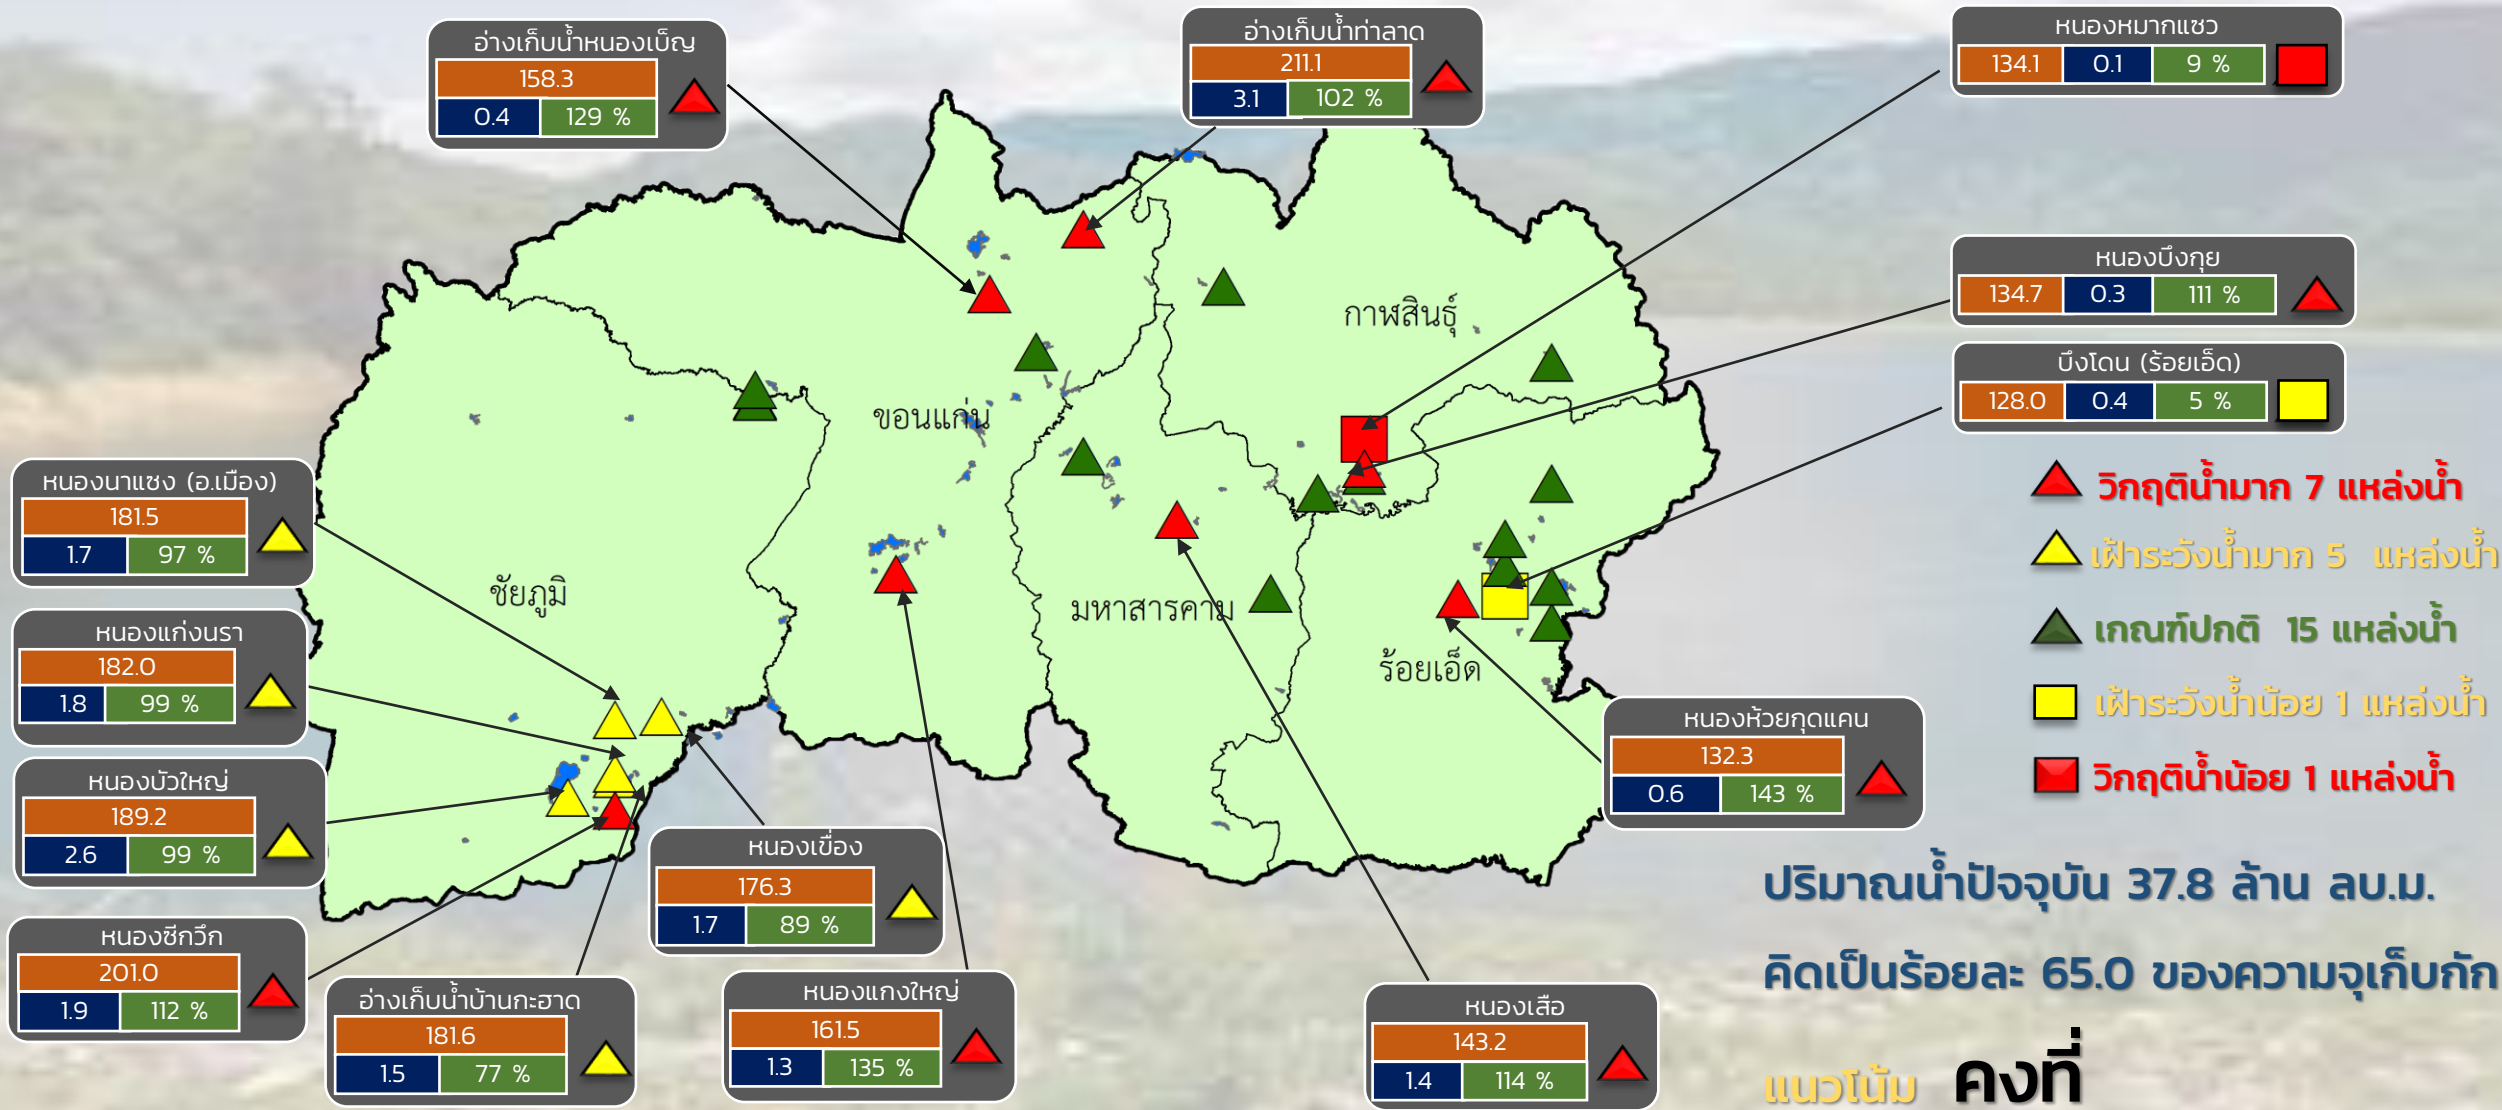 อ่างเก็บน้ำหนองเบ็ญ
158.3
0.4 129 %
อ่างเก็บน้ำท่าลาด
211.1
3.1 102 %
หนองหมากแซว
134.1 0.1 9 %
หนองบึงกุย
134.7 0.3 111 %
บึงโดน (ร้อยเอ็ด)
128.0 0.4 5 %
กาฬสินธุ์
ขอนแก่น
ชัยภูมิ
มหาสารคาม
ร้อยเอ็ด
หนองนาแซง (อ.เมือง)
181.5
1.7 97 %
หนองแก่งนรา
182.0
1.8 99 %
หนองบัวใหญ่
189.2
2.6 99 %
หนองซีกวึก
201.0
1.9 112 %
อ่างเก็บน้ำบ้านกะฮาด
181.6
1.5 77 %
หนองเขื่อง
176.3
1.7 89 %
หนองแกงใหญ่
161.5
1.3 135 %
หนองเสือ
143.2
1.4 114 %
หนองห้วยกุดแคน
132.3
0.6 143 %
วิกฤติน้ำมาก 7 แหล่งน้ำ
เฝ้าระวังน้ำมาก 5 แหล่งน้ำ
เกณฑ์ปกติ 15 แหล่งน้ำ
เฝ้าระวังน้ำน้อย 1 แหล่งน้ำ
วิกฤติน้ำน้อย 1 แหล่งน้ำ
ปริมาณน้ำปัจจุบัน 37.8 ล้าน ลบ.ม.
คิดเป็นร้อยละ 65.0 ของความจุเก็บกัก
แนวโน้ม คงที่